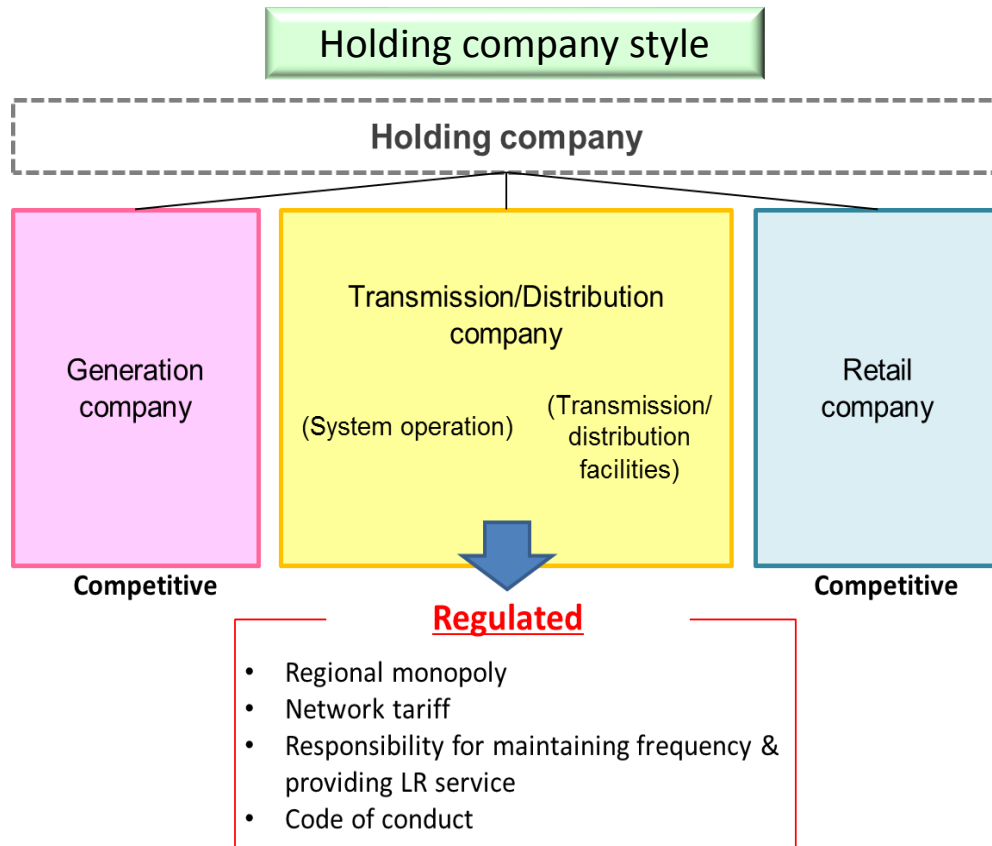 Holding company style
Holding company
Generation
company
Transmission/Distribution
company
(System operation)
(Transmission/
distribution
facilities)
Retail
company
Competitive
Competitive
Regulated
• Regional monopoly
• Network tariff
• Responsibility for maintaining frequency &
providing LR service
• Code of conduct